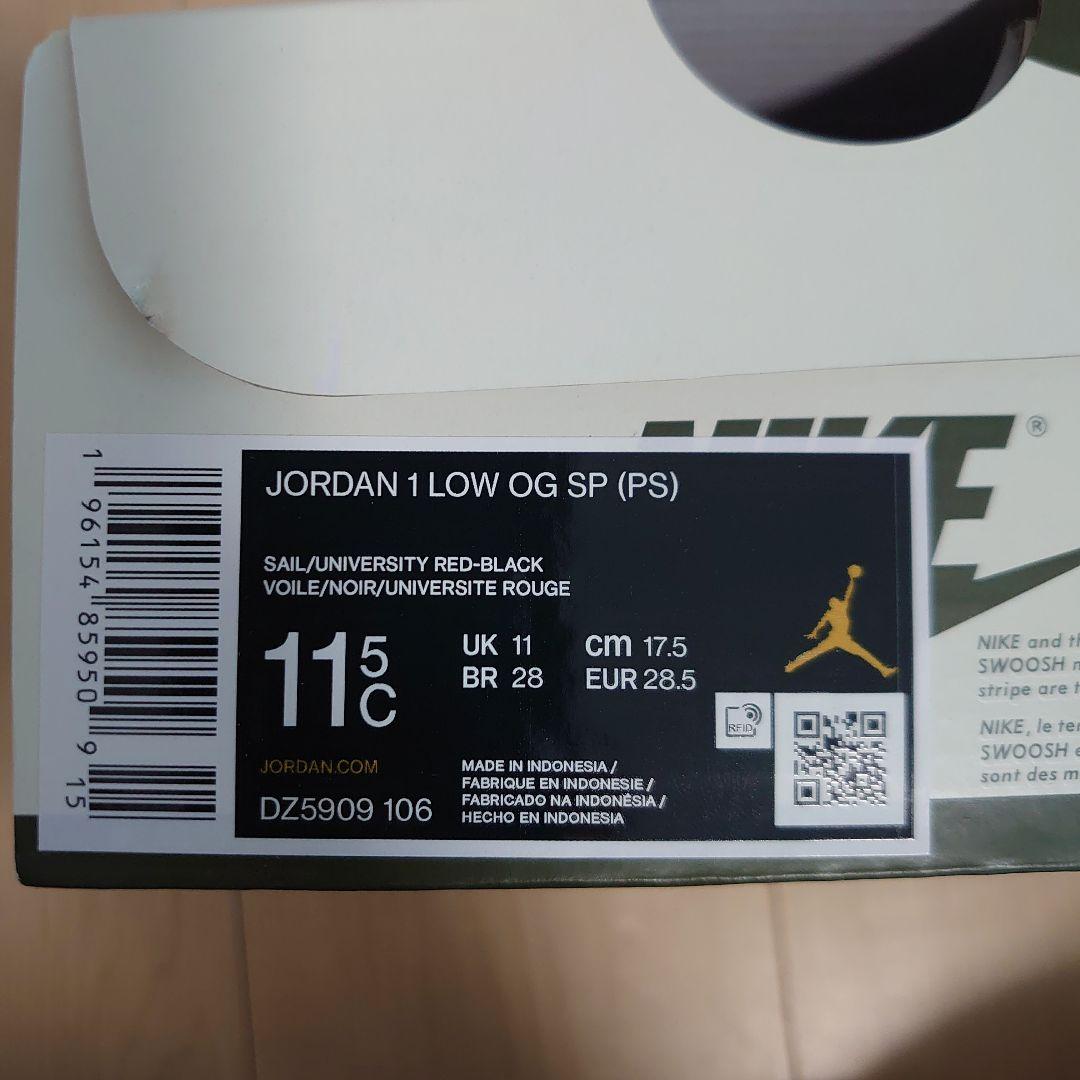 NIKE ®
1 96154 85950 9 15
JORDAN 1 LOW OG SP (PS)
SAIL/UNIVERSITY RED-BLACK
VOILE/NOIR/UNIVERSITE ROUGE
11 5 C
UK 11
cm 17.5
BR 28
EUR 28.5
RFID
JORDAN.COM
DZ5909 106
MADE IN INDONESIA /
FABRIQUE EN INDONESIE /
FABRICADO NA INDONÉSIA /
HECHO EN INDONESIA
NIKE and
SWOOSH
stripe are
NIKE, le
SWOOSH
sont des